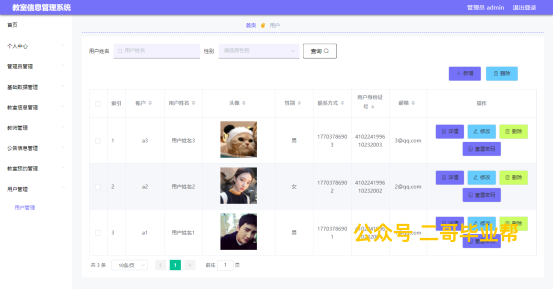 教室信息管理系统
管理员 admin 退出登录
首页
个人中心
管理员管理
基础数据管理
教室信息管理
教师管理
公告信息管理
教室预约管理
用户管理
用户管理
首页 用户
用户姓名 用户姓名 性别 请选择性别 查询
新增 删除
索引 账户 用户姓名 头像 性别 联系方式 用户身份证号 邮箱 操作
1 a3 用户姓名3 男 17703786903 410224199610232003 3@qq.com 详情 修改 删除 重置密码
2 a2 用户姓名2 女 17703786902 410224199610232002 2@qq.com 详情 修改 删除 重置密码
3 a1 用户姓名1 男 17703786901 1@qq.com 详情 修改 删除
公众号 二哥毕业帮
共 3 条 10条/页 1 前往 1 页